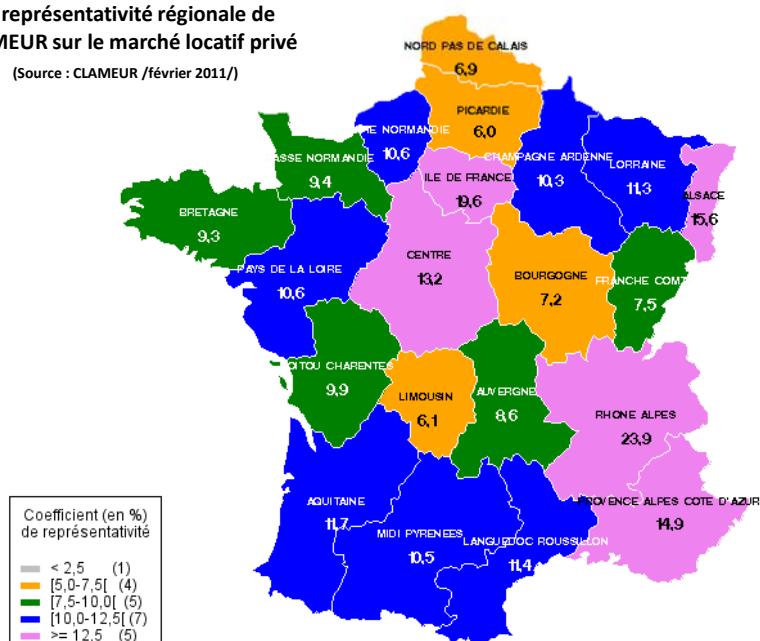 représentativité régionale de
MEUR sur le marché locatif privé
(Source : CLAMEUR /février 2011/)
NORD PAS DE CALAIS
6,9
PICARDIE
6,0
NORMANDIE
10,6
ASSE NORMANDIE
9,4
ILE DE FRANCE
19,6
CHAMPAGNE ARDENNE
10,3
LORRAINE
11,3
ALSACE
15,6
BRETAGNE
9,3
PAYS DE LA LOIRE
10,6
CENTRE
13,2
BOURGOGNE
7,2
FRANCHE COMT
7,5
OITOU CHARENTES
9,9
LIMOUSIN
6,1
AUVERGNE
8,6
RHONE ALPES
23,9
AQUITAINE
11,7
MIDI PYRENEES
10,5
LANGUEDOC ROUSSILLON
11,4
PROVENCE ALPES COTE D'AZUR
14,9
Coefficient (en %)
de représentativité
< 2,5 (1)
[5,0-7,5[ (4)
[7,5-10,0[ (5)
[10,0-12,5[ (7)
>= 12,5 (5)